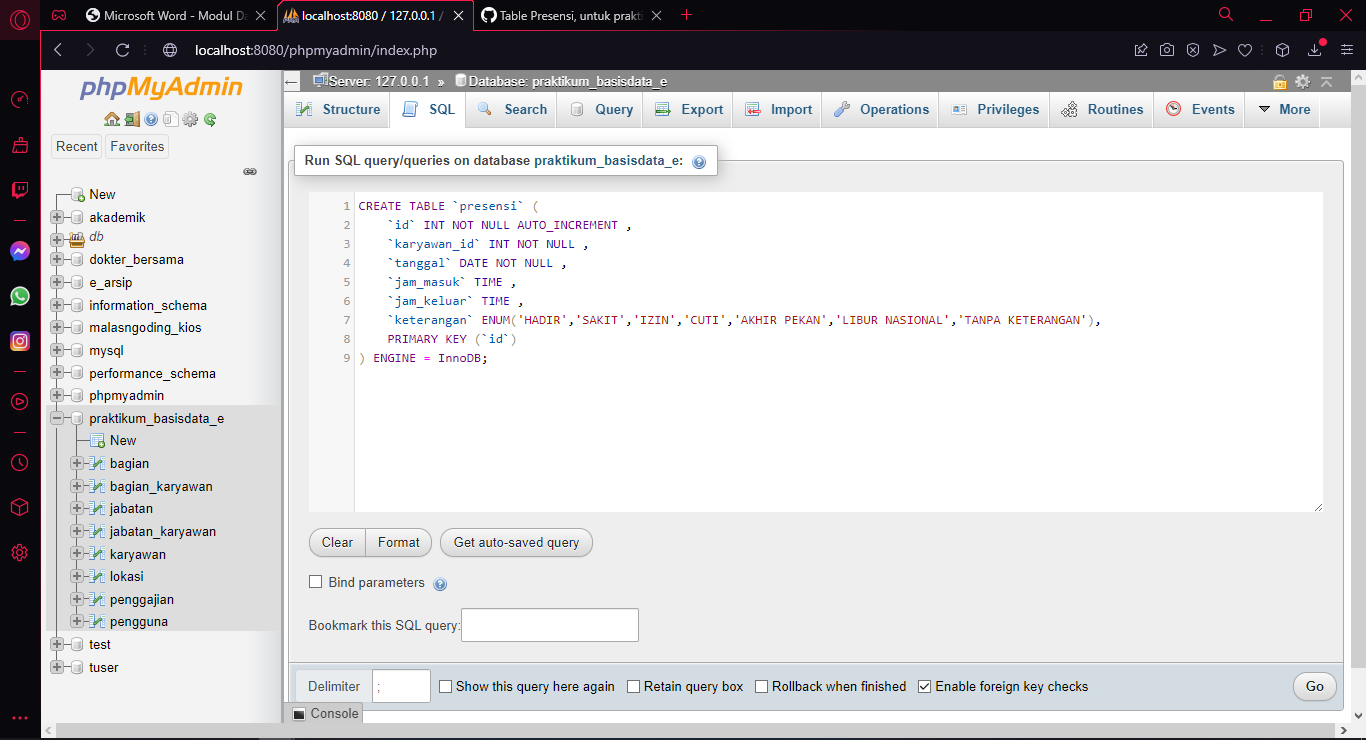 Microsoft Word - Modul Da
localhost:8080 / 127.0.0.1 /
Table Presensi, untuk prakti
localhost:8080/phpmyadmin/index.php
phpMyAdmin
Recent
Favorites
New
akademik
db
dokter_bersama
e_arsip
information_schema
malasngoding_kios
mysql
performance_schema
phpmyadmin
praktikum_basisdata_e
New
bagian
bagian_karyawan
jabatan
jabatan_karyawan
karyawan
lokasi
penggajian
pengguna
test
tuser
Server: 127.0.0.1 » Database: praktikum_basisdata_e
Structure
SQL
Search
Query
Export
Import
Operations
Privileges
Routines
Events
More
Run SQL query/queries on database praktikum_basisdata_e:
1 CREATE TABLE `presensi` (
2 `id` INT NOT NULL AUTO_INCREMENT ,
3 `karyawan_id` INT NOT NULL ,
4 `tanggal` DATE NOT NULL ,
5 `jam_masuk` TIME ,
6 `jam_keluar` TIME ,
7 `keterangan` ENUM('HADIR','SAKIT','IZIN','CUTI','AKHIR PEKAN','LIBUR NASIONAL','TANPA KETERANGAN'),
8 PRIMARY KEY (`id`)
9 ) ENGINE = InnoDB;
Clear
Format
Get auto-saved query
Bind parameters
Bookmark this SQL query:
Delimiter
;
Show this query here again
Retain query box
Rollback when finished
Enable foreign key checks
Go
Console